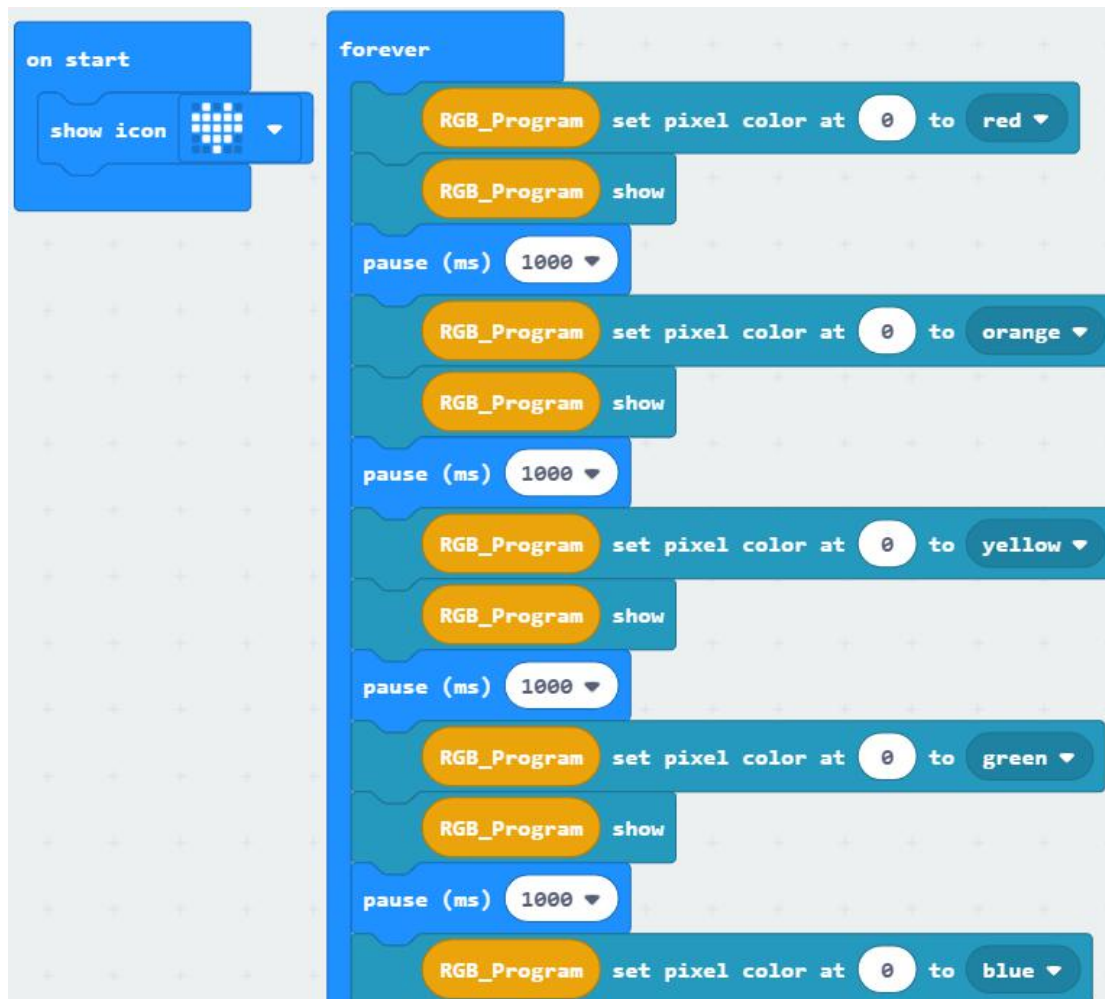 on start
show icon
forever
RGB_Program set pixel color at 0 to red
RGB_Program show
pause (ms) 1000
RGB_Program set pixel color at 0 to orange
RGB_Program show
pause (ms) 1000
RGB_Program set pixel color at 0 to yellow
RGB_Program show
pause (ms) 1000
RGB_Program set pixel color at 0 to green
RGB_Program show
pause (ms) 1000
RGB_Program set pixel color at 0 to blue